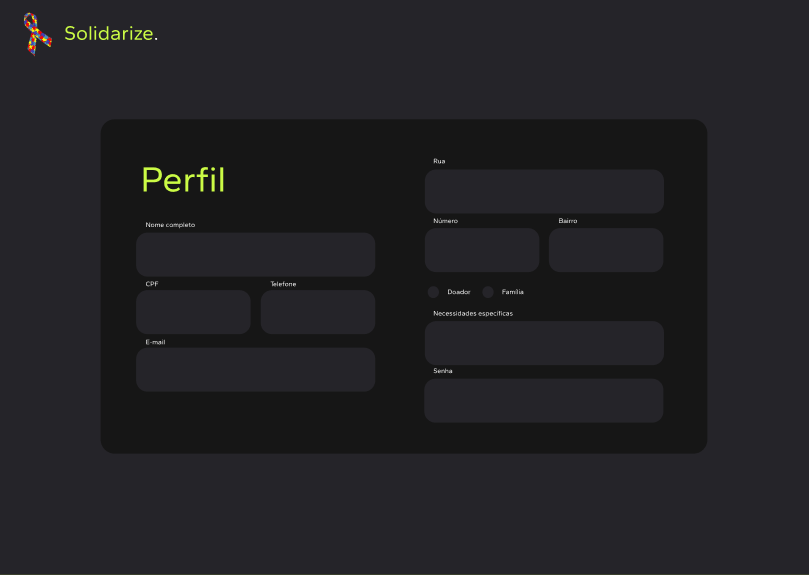 Solidarize.
Perfil
Nome completo
CPF
Telefone
E-mail
Rua
Número
Bairro
Doador
Família
Necessidades específicas
Senha